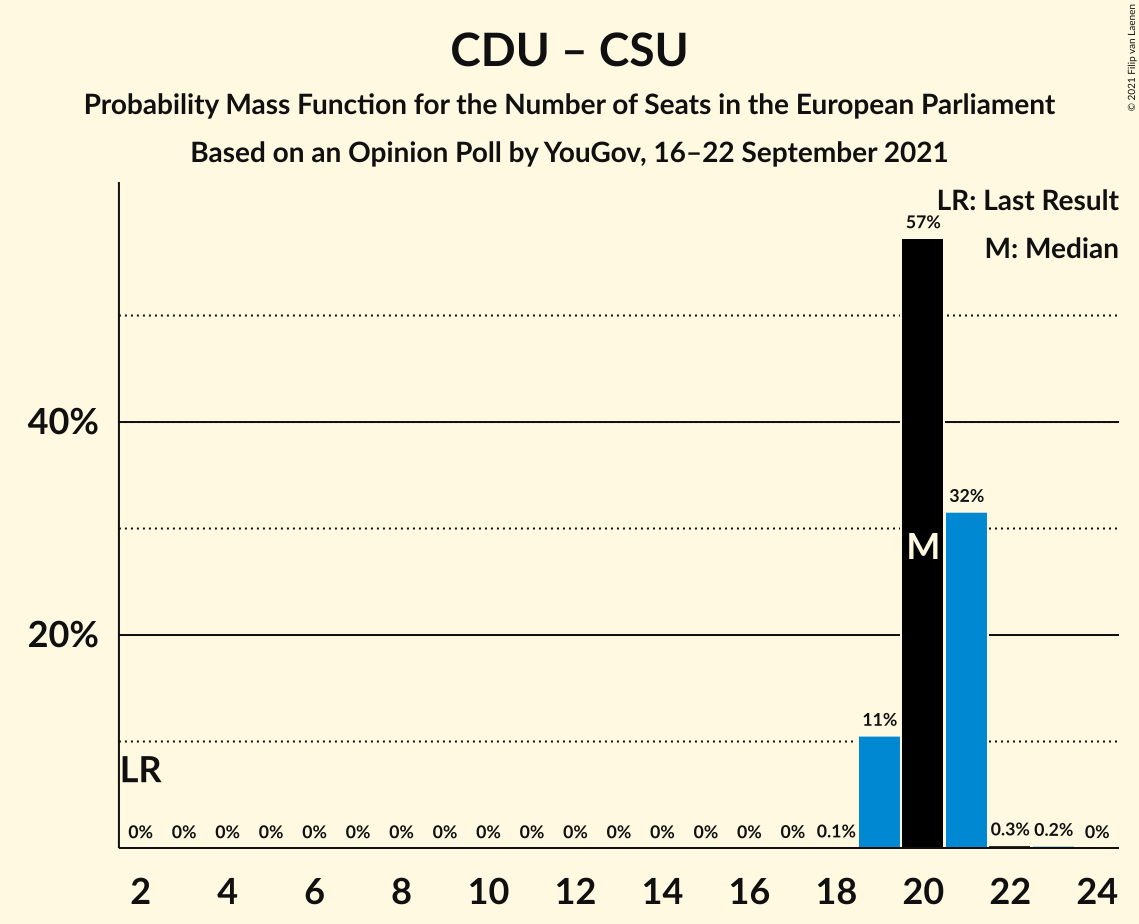 CDU – CSU
Probability Mass Function for the Number of Seats in the European Parliament
Based on an Opinion Poll by YouGov, 16–22 September 2021
© 2021 Filip van Laenen
LR: Last Result
M: Median
57%
40%
32%
M
20%
11%
LR
0% 0% 0% 0% 0% 0% 0% 0% 0% 0% 0% 0% 0% 0% 0% 0% 0.1% 0.3% 0.2% 0%
2 4 6 8 10 12 14 16 18 20 22 24